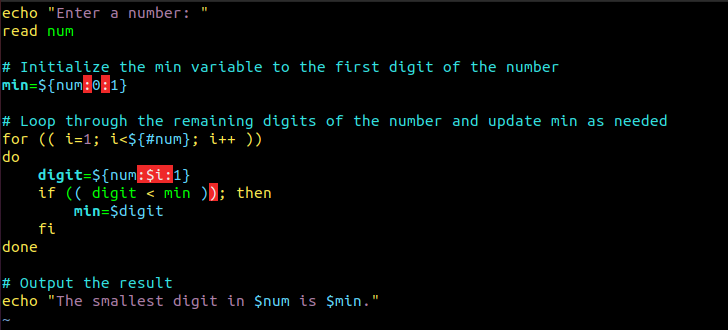 echo "Enter a number: "
read num

# Initialize the min variable to the first digit of the number
min=${num:0:1}

# Loop through the remaining digits of the number and update min as needed
for (( i=1; i<${#num}; i++ ))
do
    digit=${num:$i:1}
    if (( digit < min )); then
        min=$digit
    fi
done

# Output the result
echo "The smallest digit in $num is $min."
~